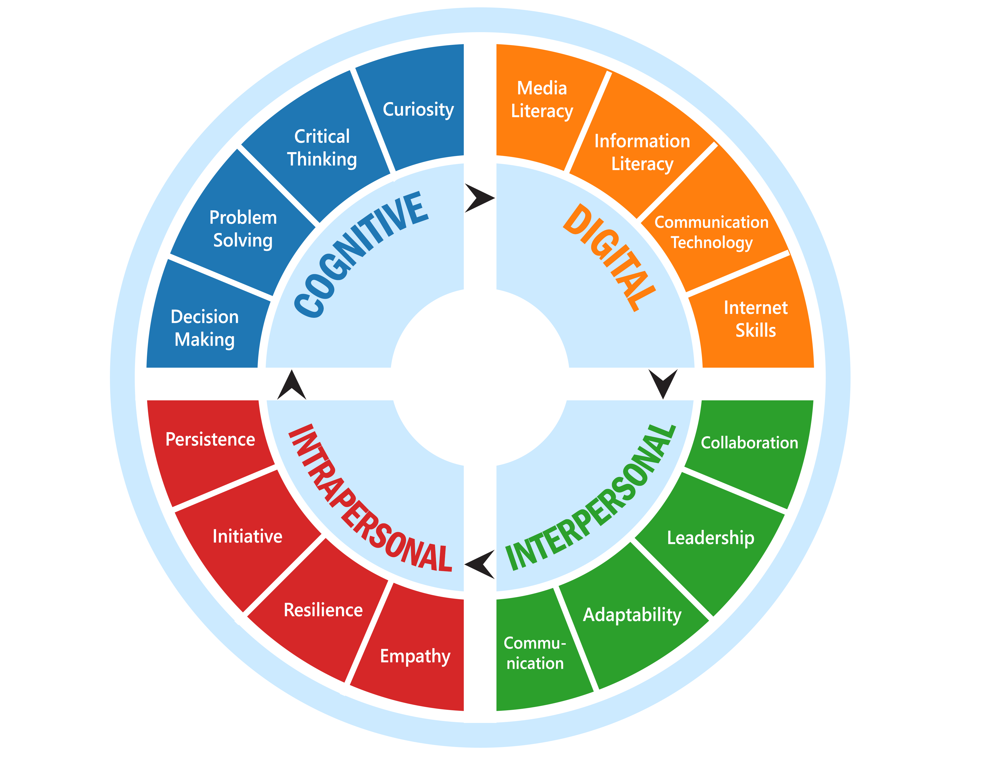 Curiosity
Critical
Thinking
Problem
Solving
Decision
Making
COGNITIVE
Media
Literacy
Information
Literacy
Communication
Technology
Internet
Skills
DIGITAL
Collaboration
Leadership
Adaptability
Commu-
nication
INTERPERSONAL
Persistence
Initiative
Resilience
Empathy
INTRAPERSONAL